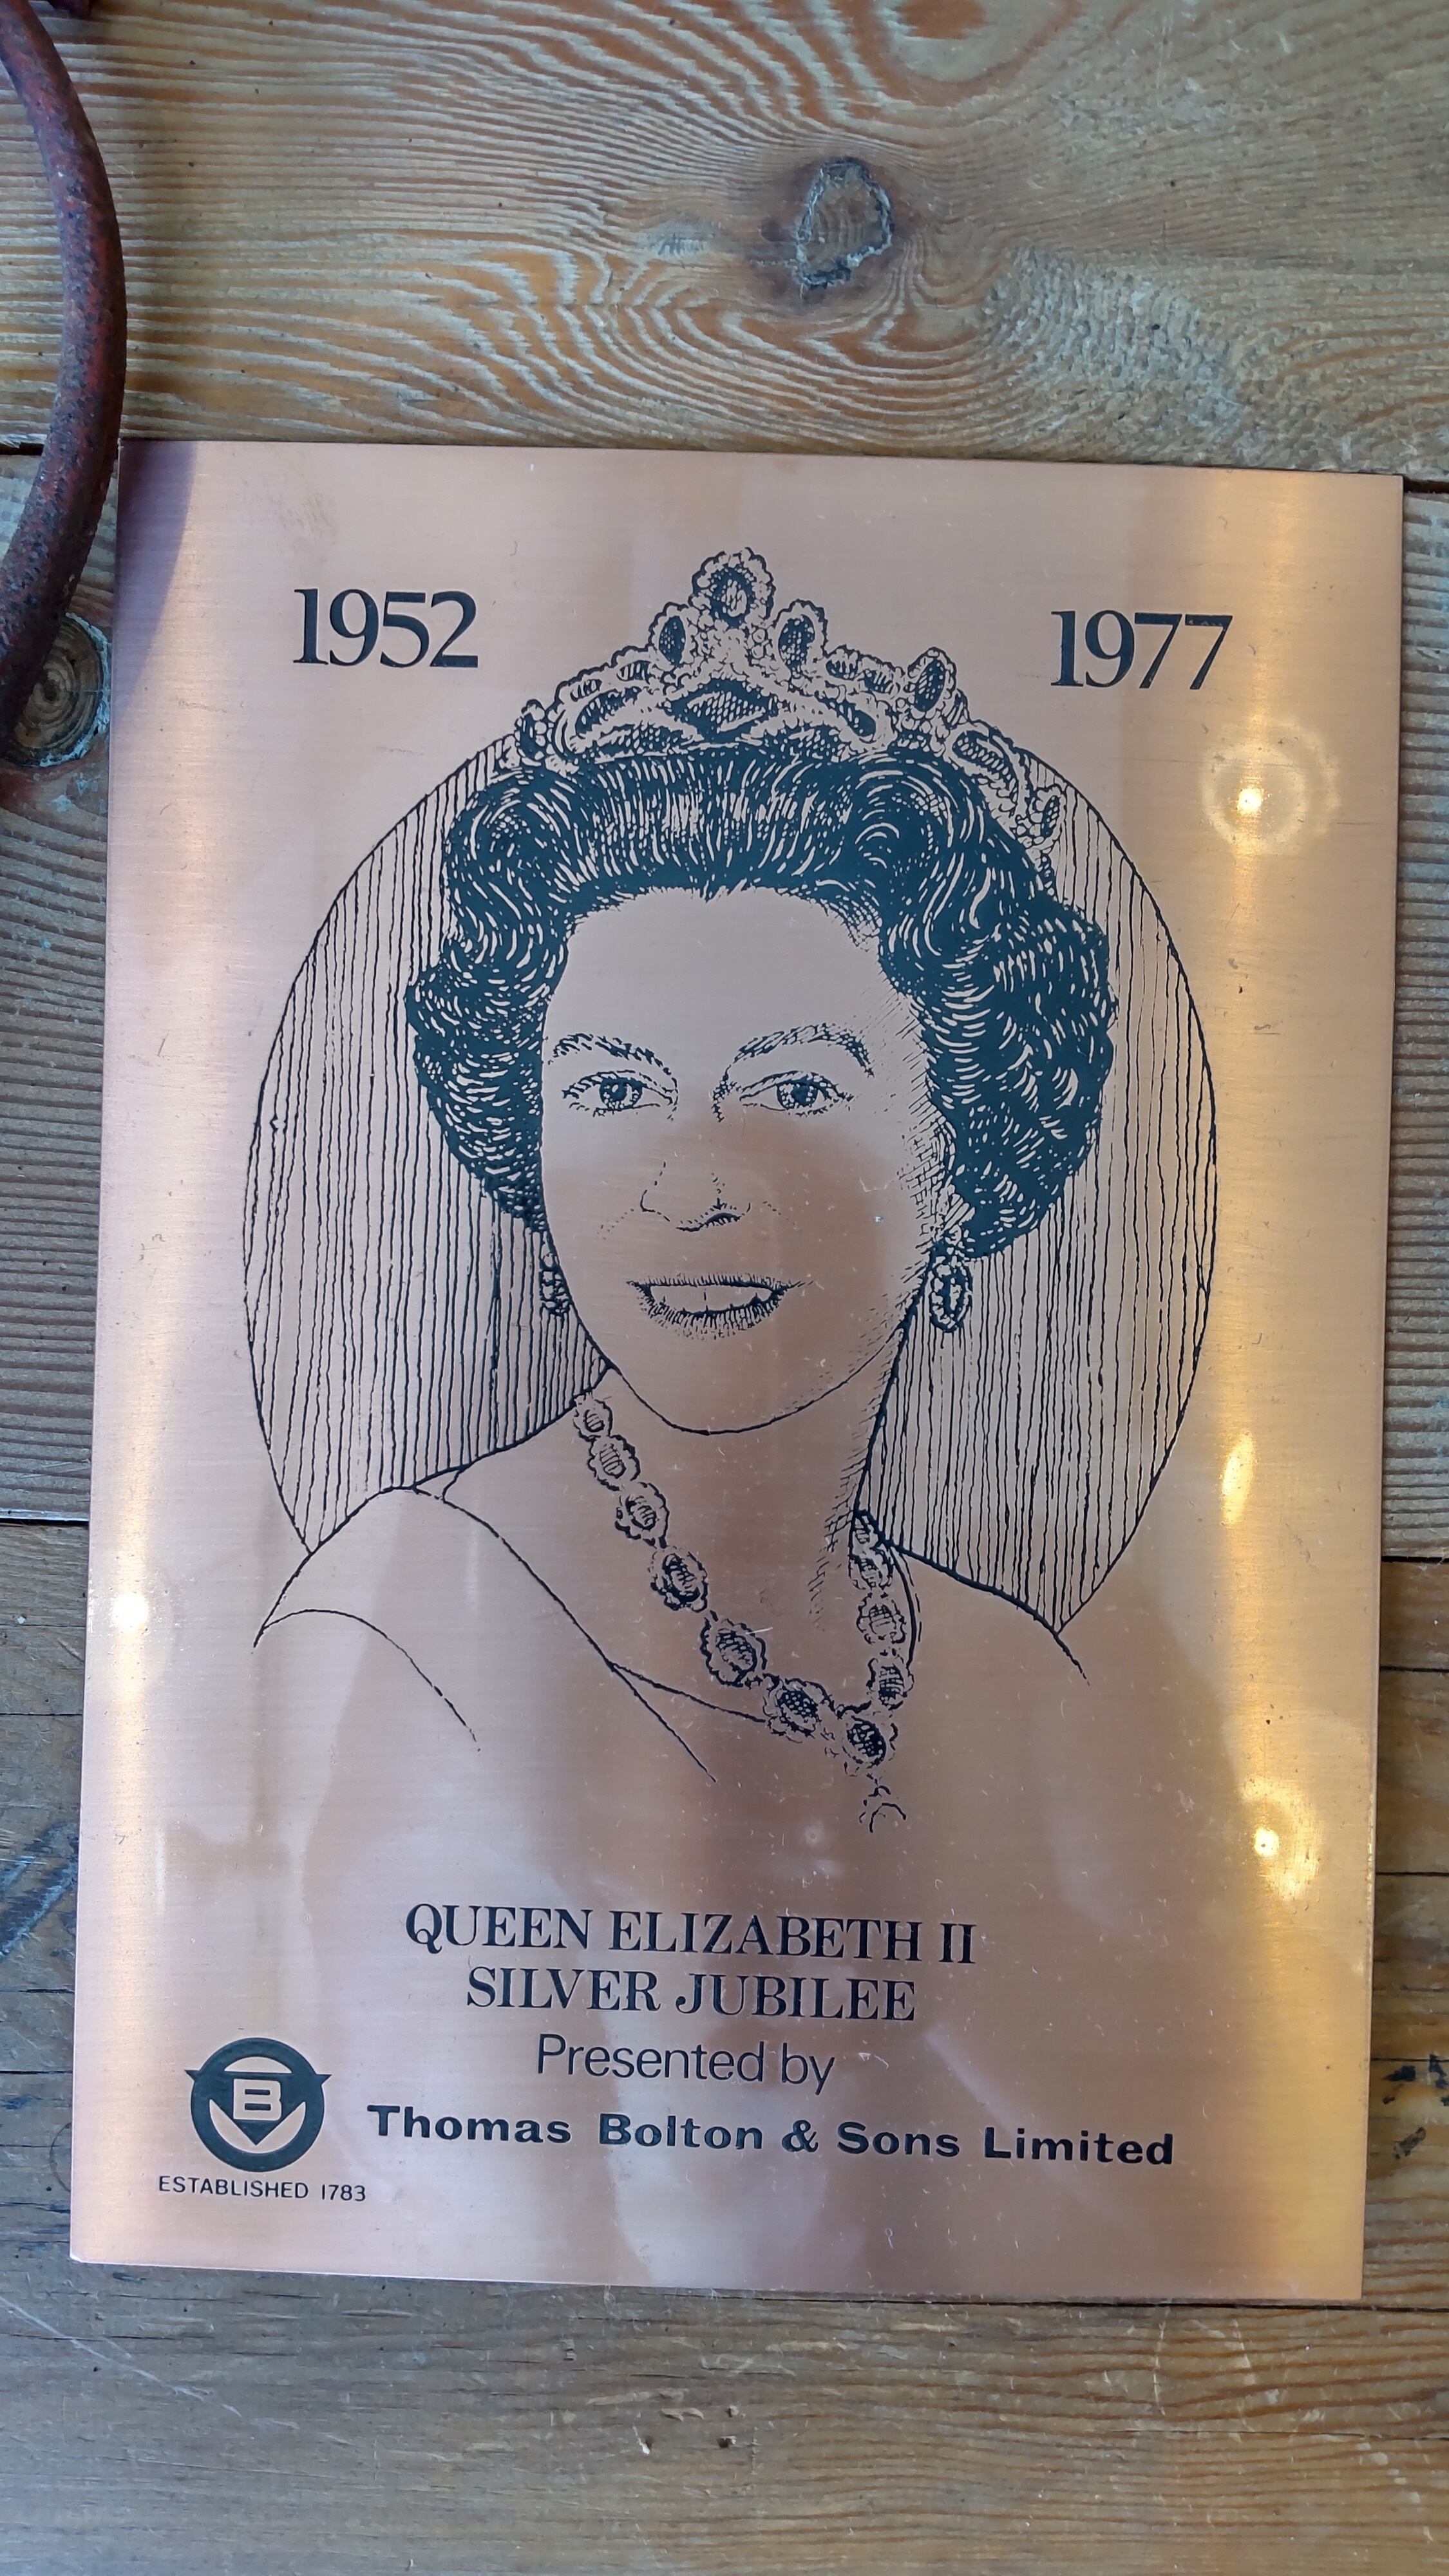 1952 1977
QUEEN ELIZABETH II
SILVER JUBILEE
Presented by
Thomas Bolton & Sons Limited
B
ESTABLISHED 1783